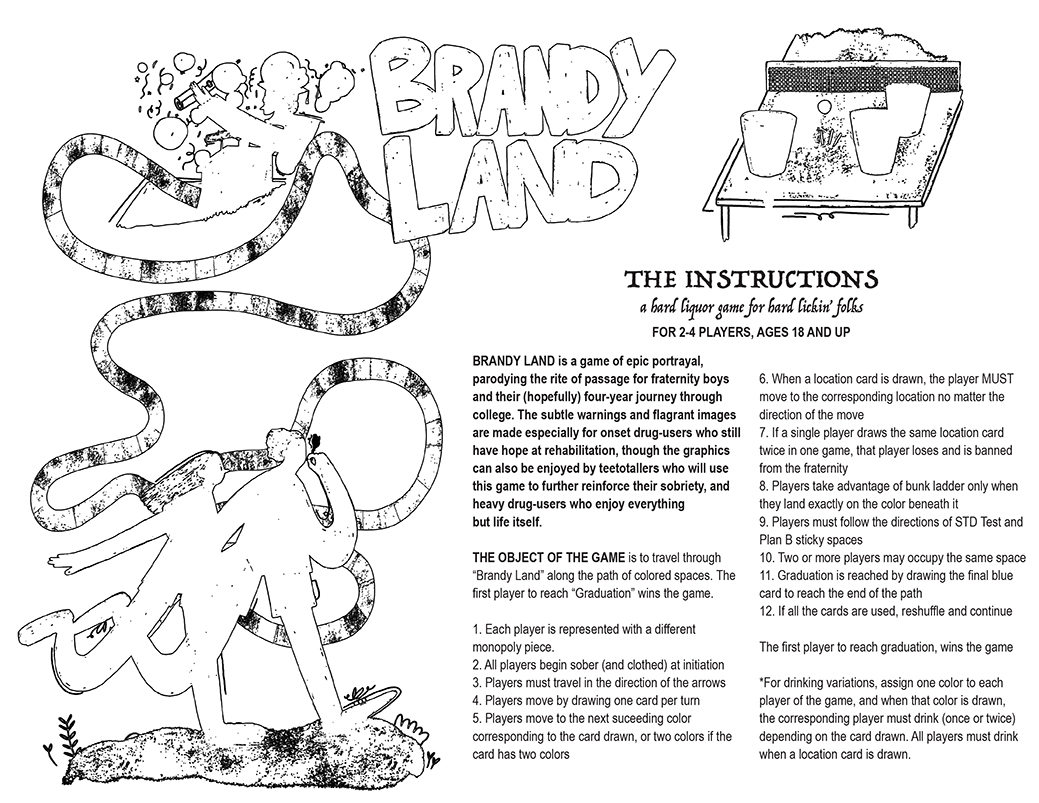 BRANDY
LAND
THE INSTRUCTIONS
a hard liquor game for hard lickin' folks
FOR 2-4 PLAYERS, AGES 18 AND UP
BRANDY LAND is a game of epic portrayal,
parodying the rite of passage for fraternity boys
and their (hopefully) four-year journey through
college. The subtle warnings and flagrant images
are made especially for onset drug-users who still
have hope at rehabilitation, though the graphics
can also be enjoyed by teetotallers who will use
this game to further reinforce their sobriety, and
heavy drug-users who enjoy everything
but life itself.
THE OBJECT OF THE GAME is to travel through
“Brandy Land” along the path of colored spaces. The
first player to reach “Graduation” wins the game.
1. Each player is represented with a different
monopoly piece.
2. All players begin sober (and clothed) at initiation
3. Players must travel in the direction of the arrows
4. Players move by drawing one card per turn
5. Players move to the next suceeding color
corresponding to the card drawn, or two colors if the
card has two colors
6. When a location card is drawn, the player MUST
move to the corresponding location no matter the
direction of the move
7. If a single player draws the same location card
twice in one game, that player loses and is banned
from the fraternity
8. Players take advantage of bunk ladder only when
they land exactly on the color beneath it
9. Players must follow the directions of STD Test and
Plan B sticky spaces
10. Two or more players may occupy the same space
11. Graduation is reached by drawing the final blue
card to reach the end of the path
12. If all the cards are used, reshuffle and continue
The first player to reach graduation, wins the game
*For drinking variations, assign one color to each
player of the game, and when that color is drawn,
the corresponding player must drink (once or twice)
depending on the card drawn. All players must drink
when a location card is drawn.